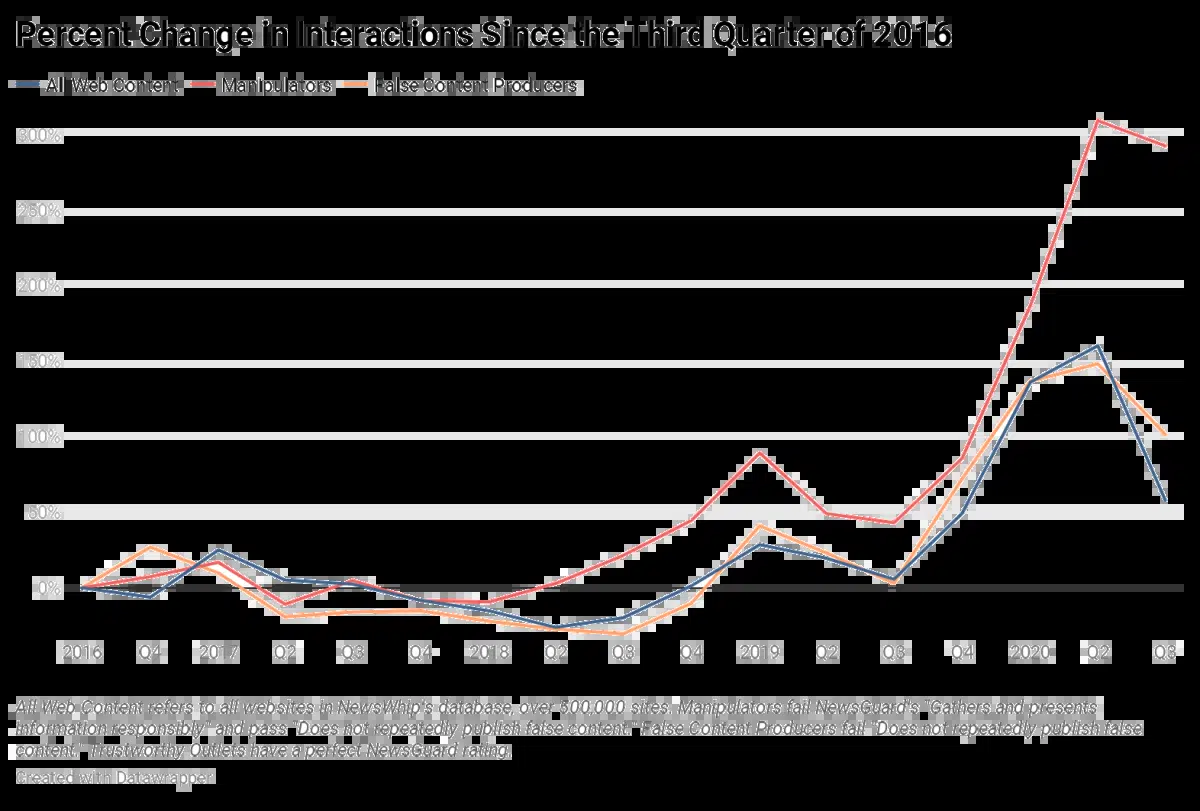 Percent Change in Interactions Since the Third Quarter of 2016
All Web Content Manipulators False Content Producers
300%
250%
200%
150%
100%
50%
0%
2016 Q4 2017 Q2 Q3 Q4 2018 Q2 Q3 Q4 2019 Q2 Q3 Q4 2020 Q2 Q3
All Web Content refers to all websites in NewsWhip's database, over 500,000 sites. Manipulators fail NewsGuard's "Gathers and presents
information responsibly," and pass "Does not repeatedly publish false content." False Content Producers fail "Does not repeatedly publish false
content." Trustworthy Outlets have a perfect NewsGuard rating.
Created with Datawrapper